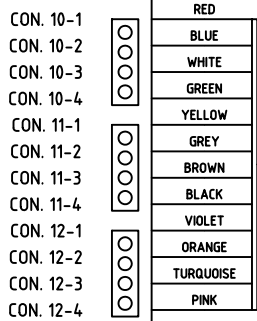 CON. 10-1 RED
CON. 10-2 BLUE
CON. 10-3 WHITE
CON. 10-4 GREEN
CON. 11-1 YELLOW
CON. 11-2 GREY
CON. 11-3 BROWN
CON. 11-4 BLACK
CON. 12-1 VIOLET
CON. 12-2 ORANGE
CON. 12-3 TURQUOISE
CON. 12-4 PINK